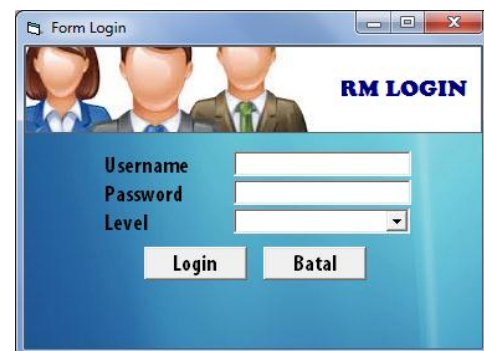 Form Login
RM LOGIN
Username
Password
Level
Login Batal